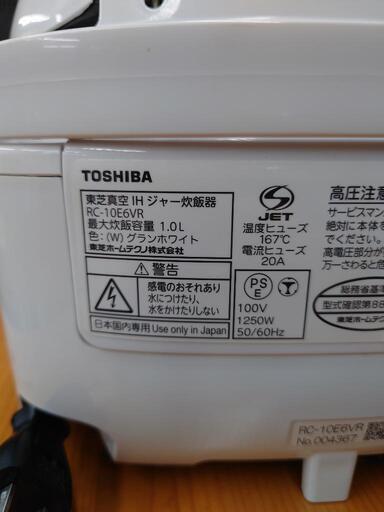 TOSHIBA
東芝真空 IH ジャー炊飯器
RC-10E6VR
最大炊飯容量 1.0L
色：(W) グランホワイト
東芝ホームテクノ株式会社
警告
感電のおそれあり
水につけたり、
水をかけたりしない
日本国内専用 Use only in Japan
JET
温度ヒューズ
167℃
電流ヒューズ
20A
PS
E
100V
1250W
50/60Hz
高圧注意
サービスマン
絶対に本体を
でください。
高電圧部分が
万一さわると危
総務省基準
型式確認第
東芝ホームテクノ
RC-10E6VR
No.004367